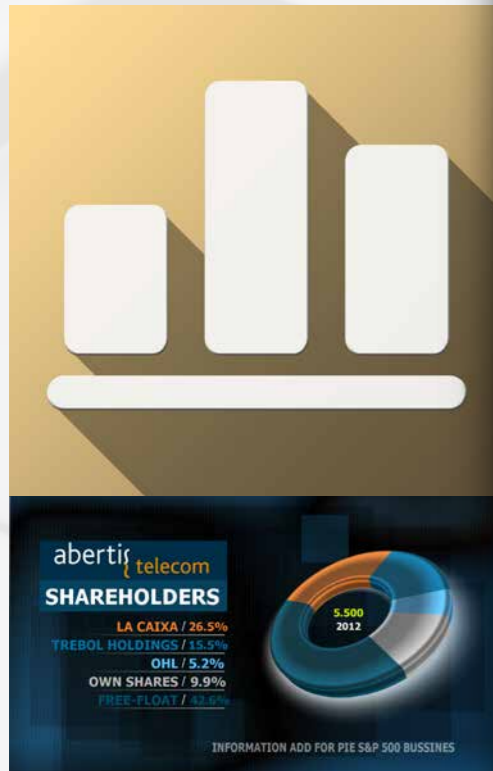 abertis telecom
SHAREHOLDERS
LA CAIXA / 26.5%
TREBOL HOLDINGS / 15.5%
OHL / 5.2%
OWN SHARES / 9.9%
FREE-FLOAT / 42.6%
5.500
2012
INFORMATION ADD FOR PIE S&P 500 BUSSINES